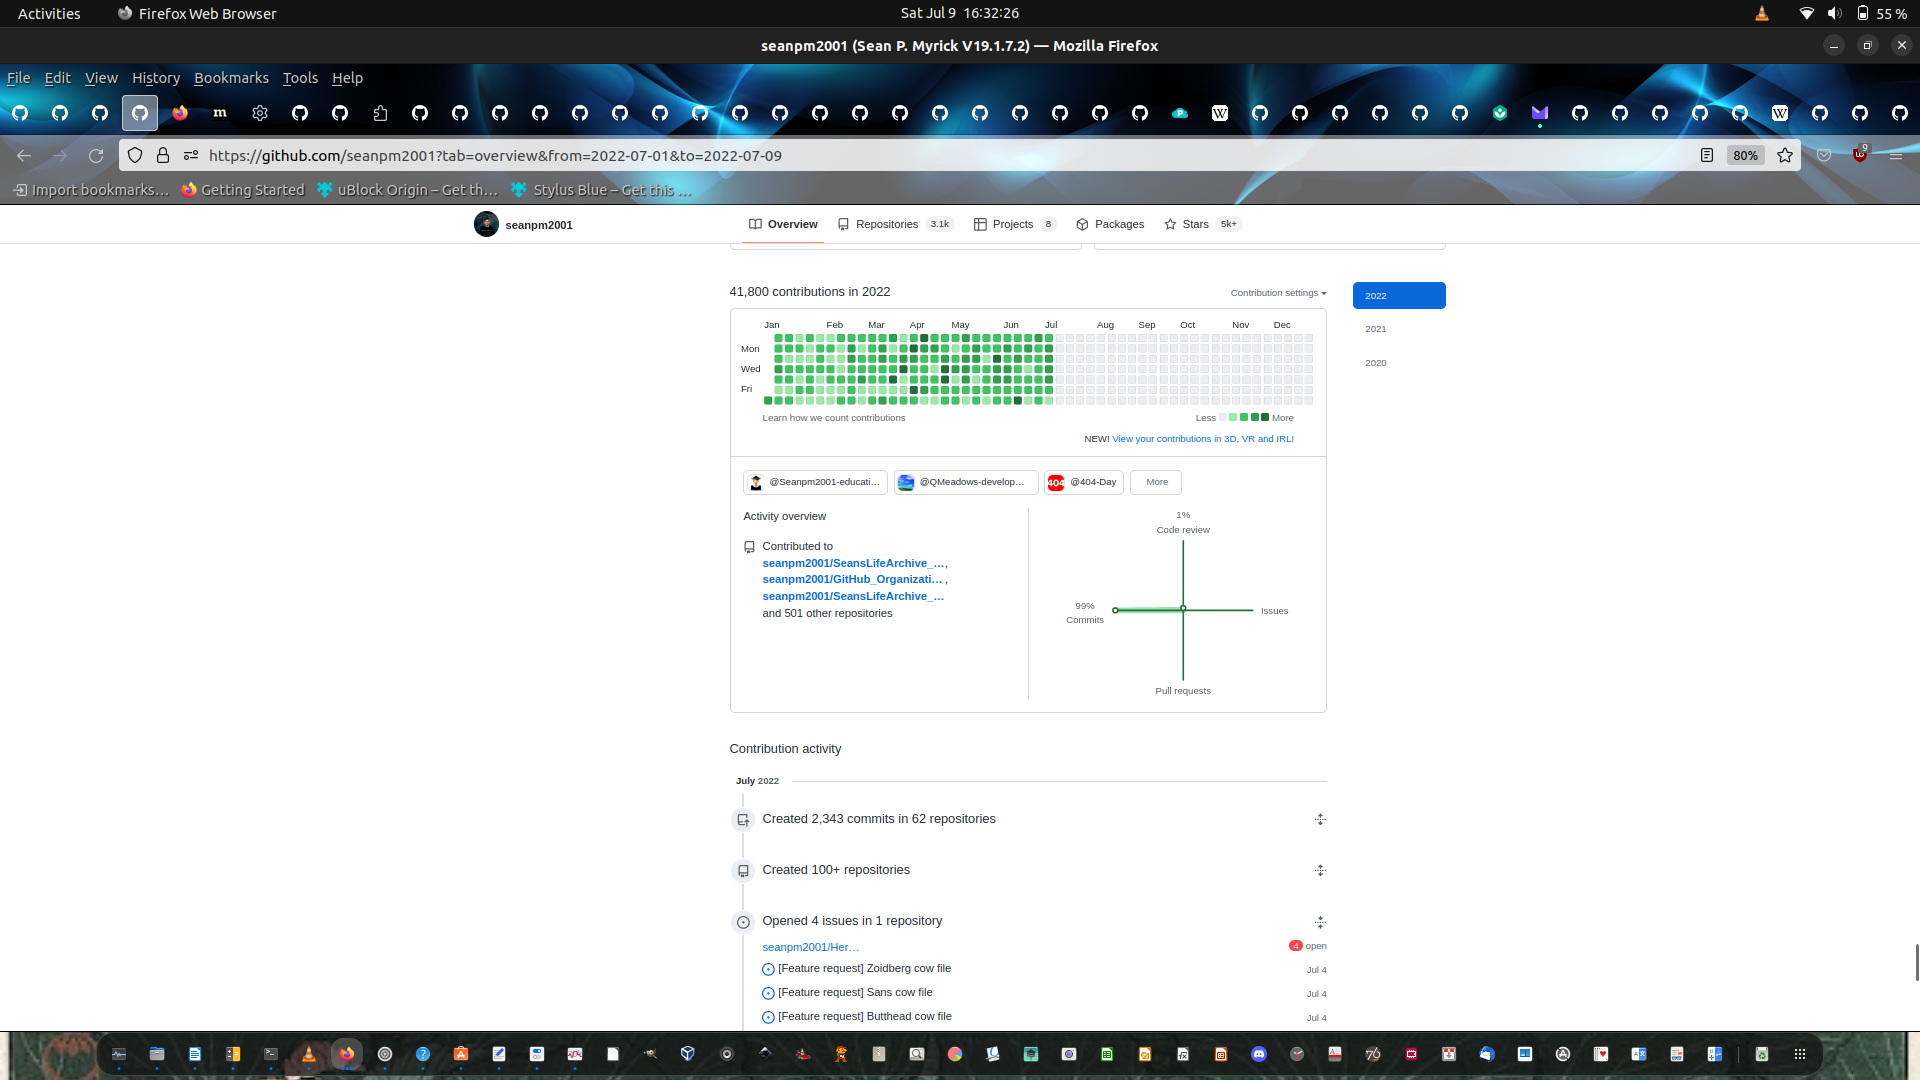 Activities Firefox Web Browser Sat Jul 9 16:32:26 55 %
seanpm2001 (Sean P. Myrick V19.1.7.2) — Mozilla Firefox
File Edit View History Bookmarks Tools Help
https://github.com/seanpm2001?tab=overview&from=2022-07-01&to=2022-07-09 80% 9
Import bookmarks... Getting Started uBlock Origin – Get th... Stylus Blue – Get this ...
seanpm2001 Overview Repositories 3.1k Projects 8 Packages Stars 5k+
41,800 contributions in 2022 Contribution settings 2022
2021
2020
Jan Feb Mar Apr May Jun Jul Aug Sep Oct Nov Dec
Mon
Wed
Fri
Learn how we count contributions Less More
NEW! View your contributions in 3D, VR and IRL!
@Seanpm2001-educati... @QMeadows-develop... 404 @404-Day More
Activity overview
Contributed to
seanpm2001/SeansLifeArchive_...,
seanpm2001/GitHub_Organizati... ,
seanpm2001/SeansLifeArchive_...
and 501 other repositories
1%
Code review
99%
Commits
Issues
Pull requests
Contribution activity
July 2022
Created 2,343 commits in 62 repositories
Created 100+ repositories
Opened 4 issues in 1 repository
seanpm2001/Her... 4 open
[Feature request] Zoidberg cow file Jul 4
[Feature request] Sans cow file Jul 4
[Feature request] Butthead cow file Jul 4